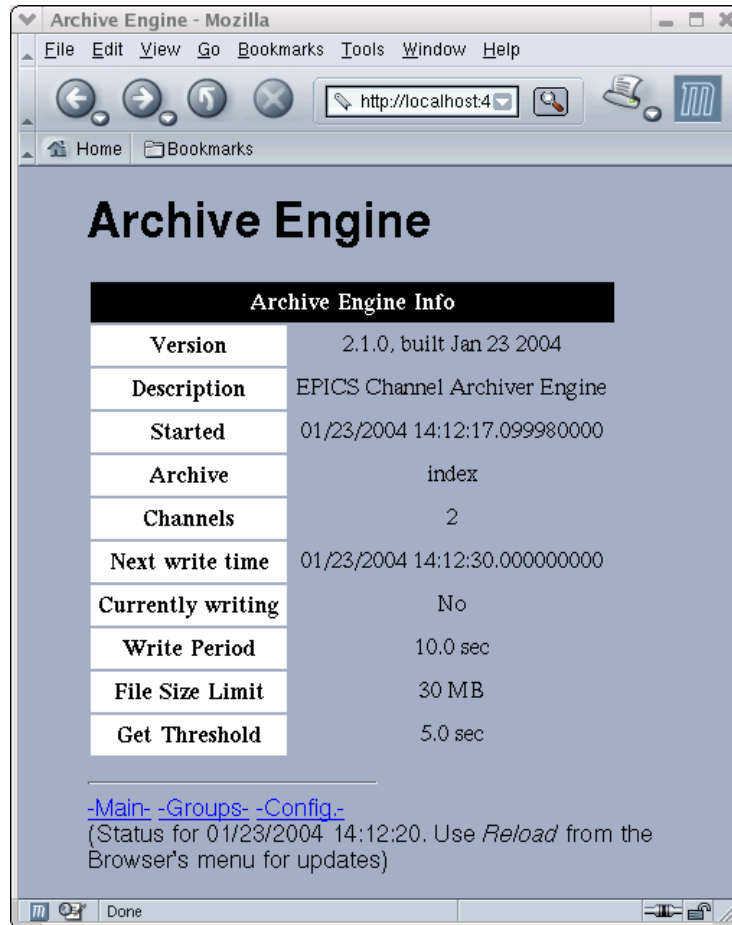 Archive Engine - Mozilla
File Edit View Go Bookmarks Tools Window Help
http://localhost:4
Home Bookmarks
Archive Engine
Archive Engine Info
Version 2.1.0, built Jan 23 2004
Description EPICS Channel Archiver Engine
Started 01/23/2004 14:12:17.099980000
Archive index
Channels 2
Next write time 01/23/2004 14:12:30.000000000
Currently writing No
Write Period 10.0 sec
File Size Limit 30 MB
Get Threshold 5.0 sec
-Main- -Groups- -Config.-
(Status for 01/23/2004 14:12:20. Use Reload from the
Browser's menu for updates)
Done